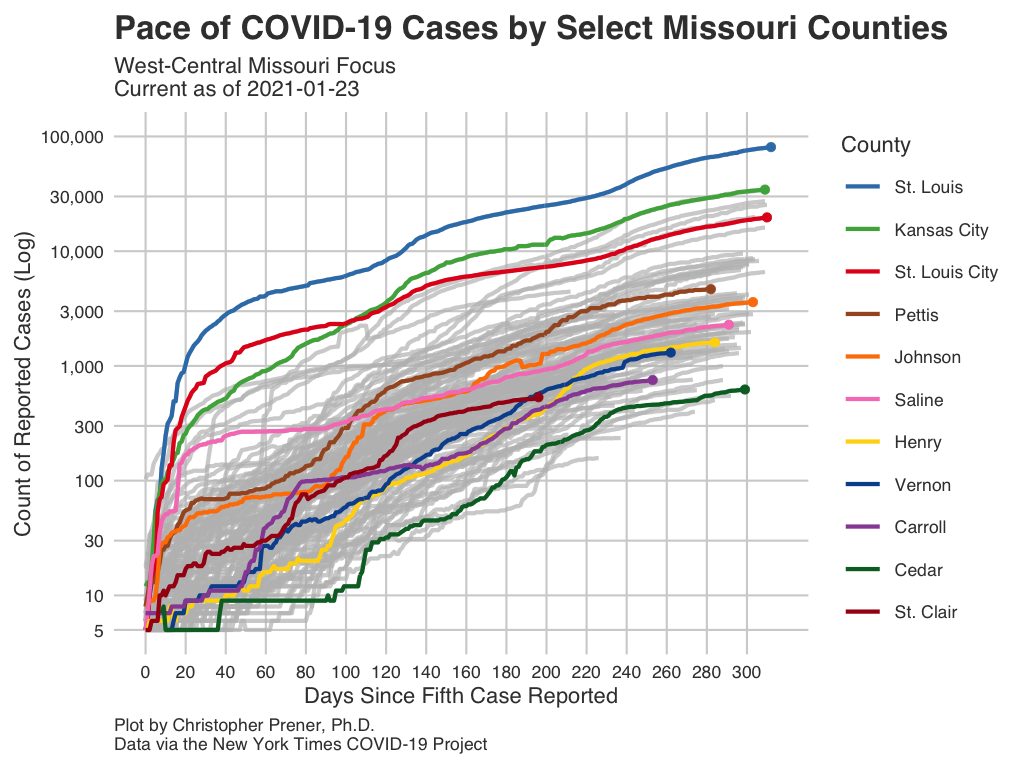 Pace of COVID-19 Cases by Select Missouri Counties
West-Central Missouri Focus
Current as of 2021-01-23
Count of Reported Cases (Log)
100,000
30,000
10,000
3,000
1,000
300
100
30
10
5
0 20 40 60 80 100 120 140 160 180 200 220 240 260 280 300
Days Since Fifth Case Reported
County
St. Louis
Kansas City
St. Louis City
Pettis
Johnson
Saline
Henry
Vernon
Carroll
Cedar
St. Clair
Plot by Christopher Prener, Ph.D.
Data via the New York Times COVID-19 Project